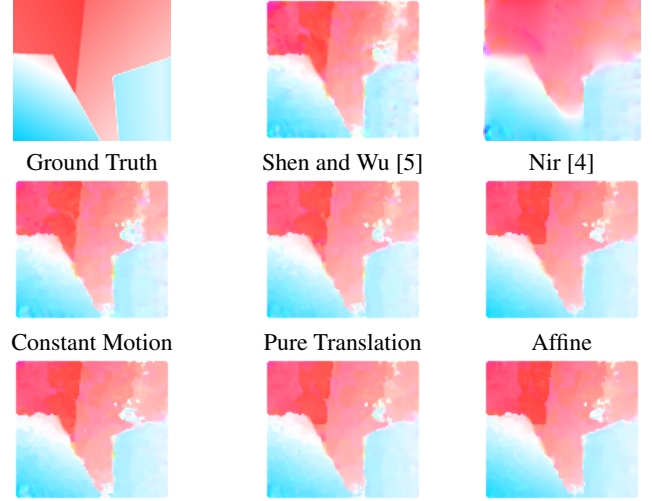 Ground Truth
Shen and Wu [5]
Nir [4]
Constant Motion
Pure Translation
Affine